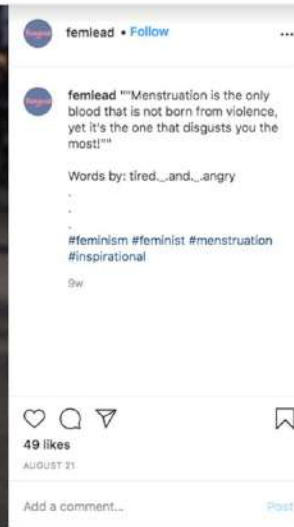 femlead • Follow
...
femlead ""Menstruation is the only
blood that is not born from violence,
yet it's the one that disgusts you the
most!""
Words by: tired._.and._.angry
.
.
.
#feminism #feminist #menstruation
#inspirational
9w
49 likes
AUGUST 21
Add a comment...
Post